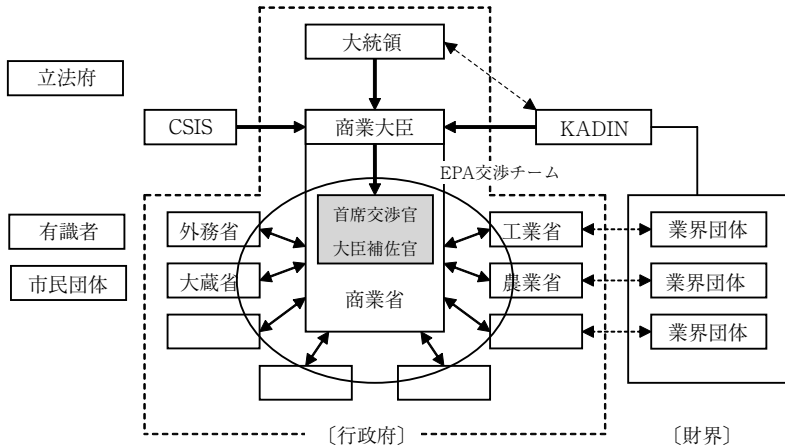 大統領
立法府
CSIS
商業大臣
KADIN
EPA交渉チーム
首席交渉官
大臣補佐官
有識者
外務省
工業省
業界団体
市民団体
大蔵省
商業省
農業省
業界団体
業界団体
〔行政府〕
〔財界〕